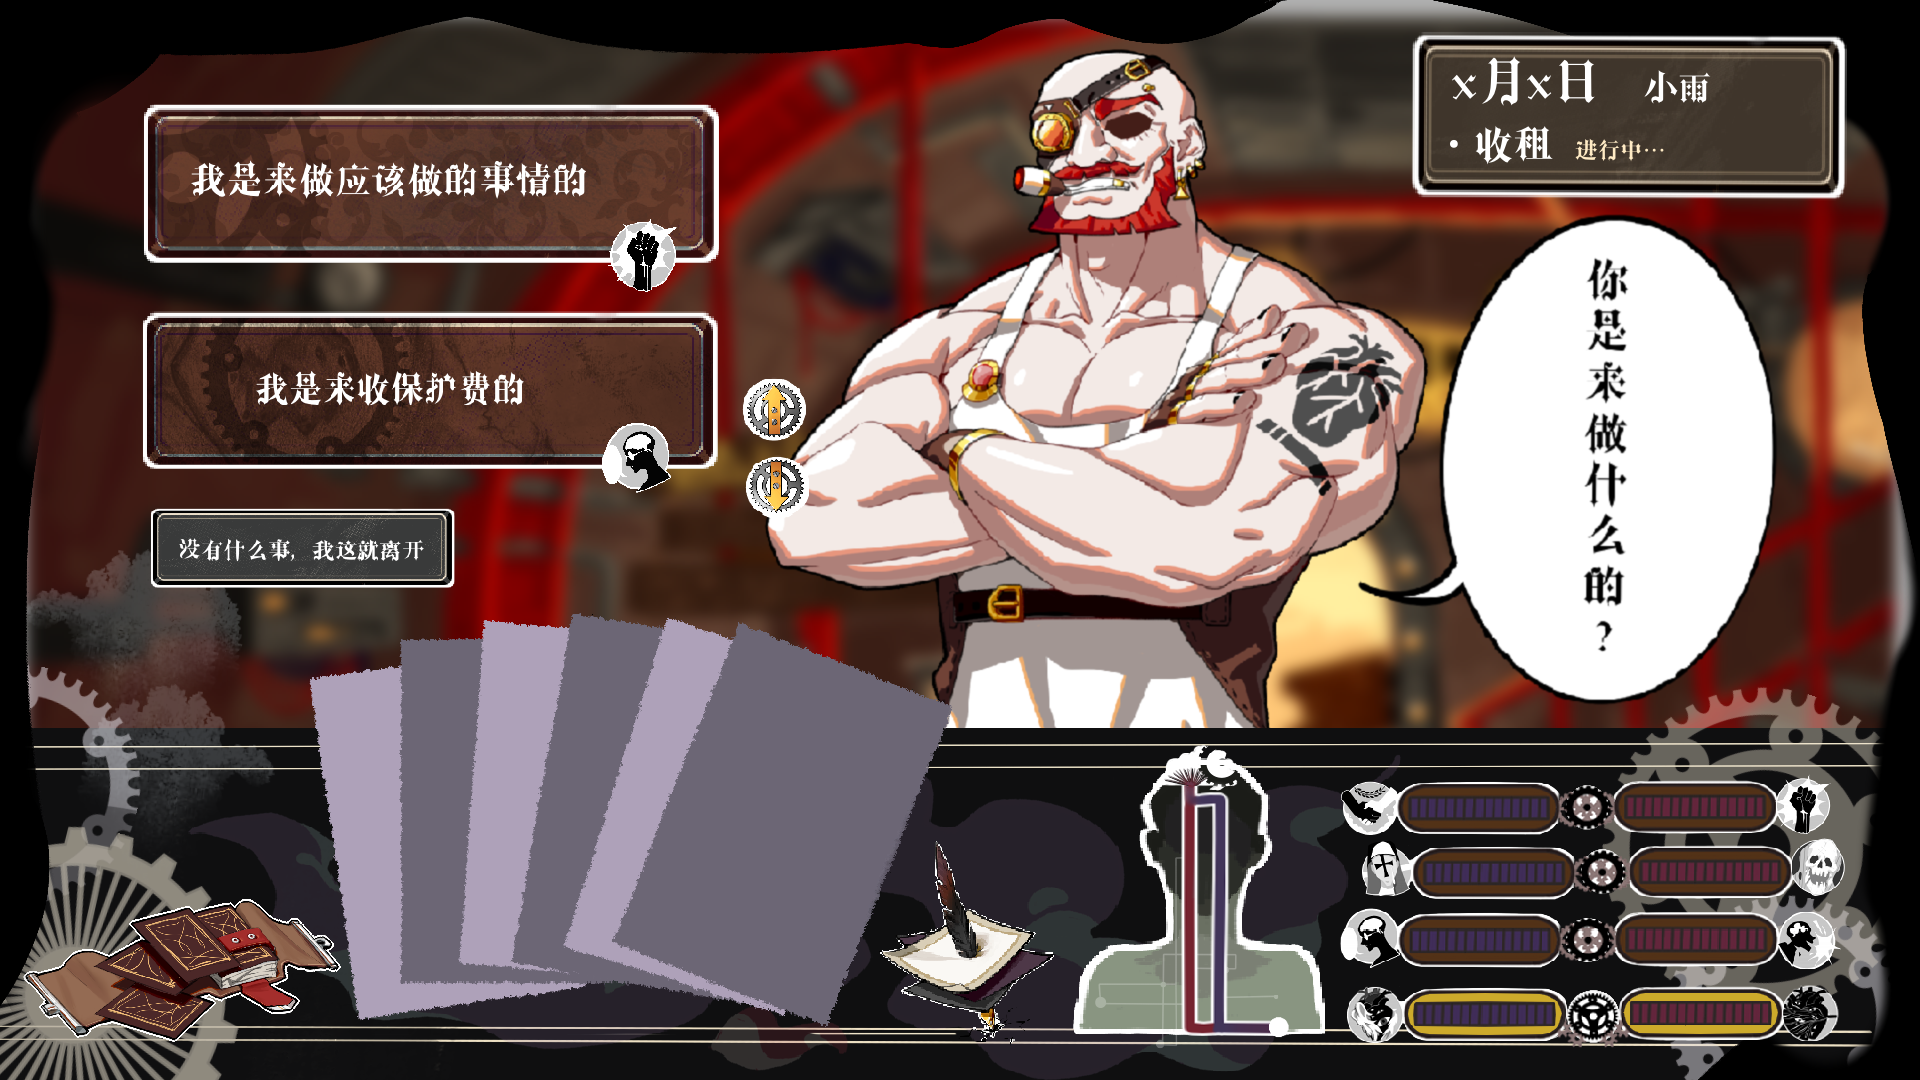 x月x日 小雨
·收租 进行中…
我是来做应该做的事情的
我是来收保护费的
没有什么事，我这就离开
你是来做什么的？